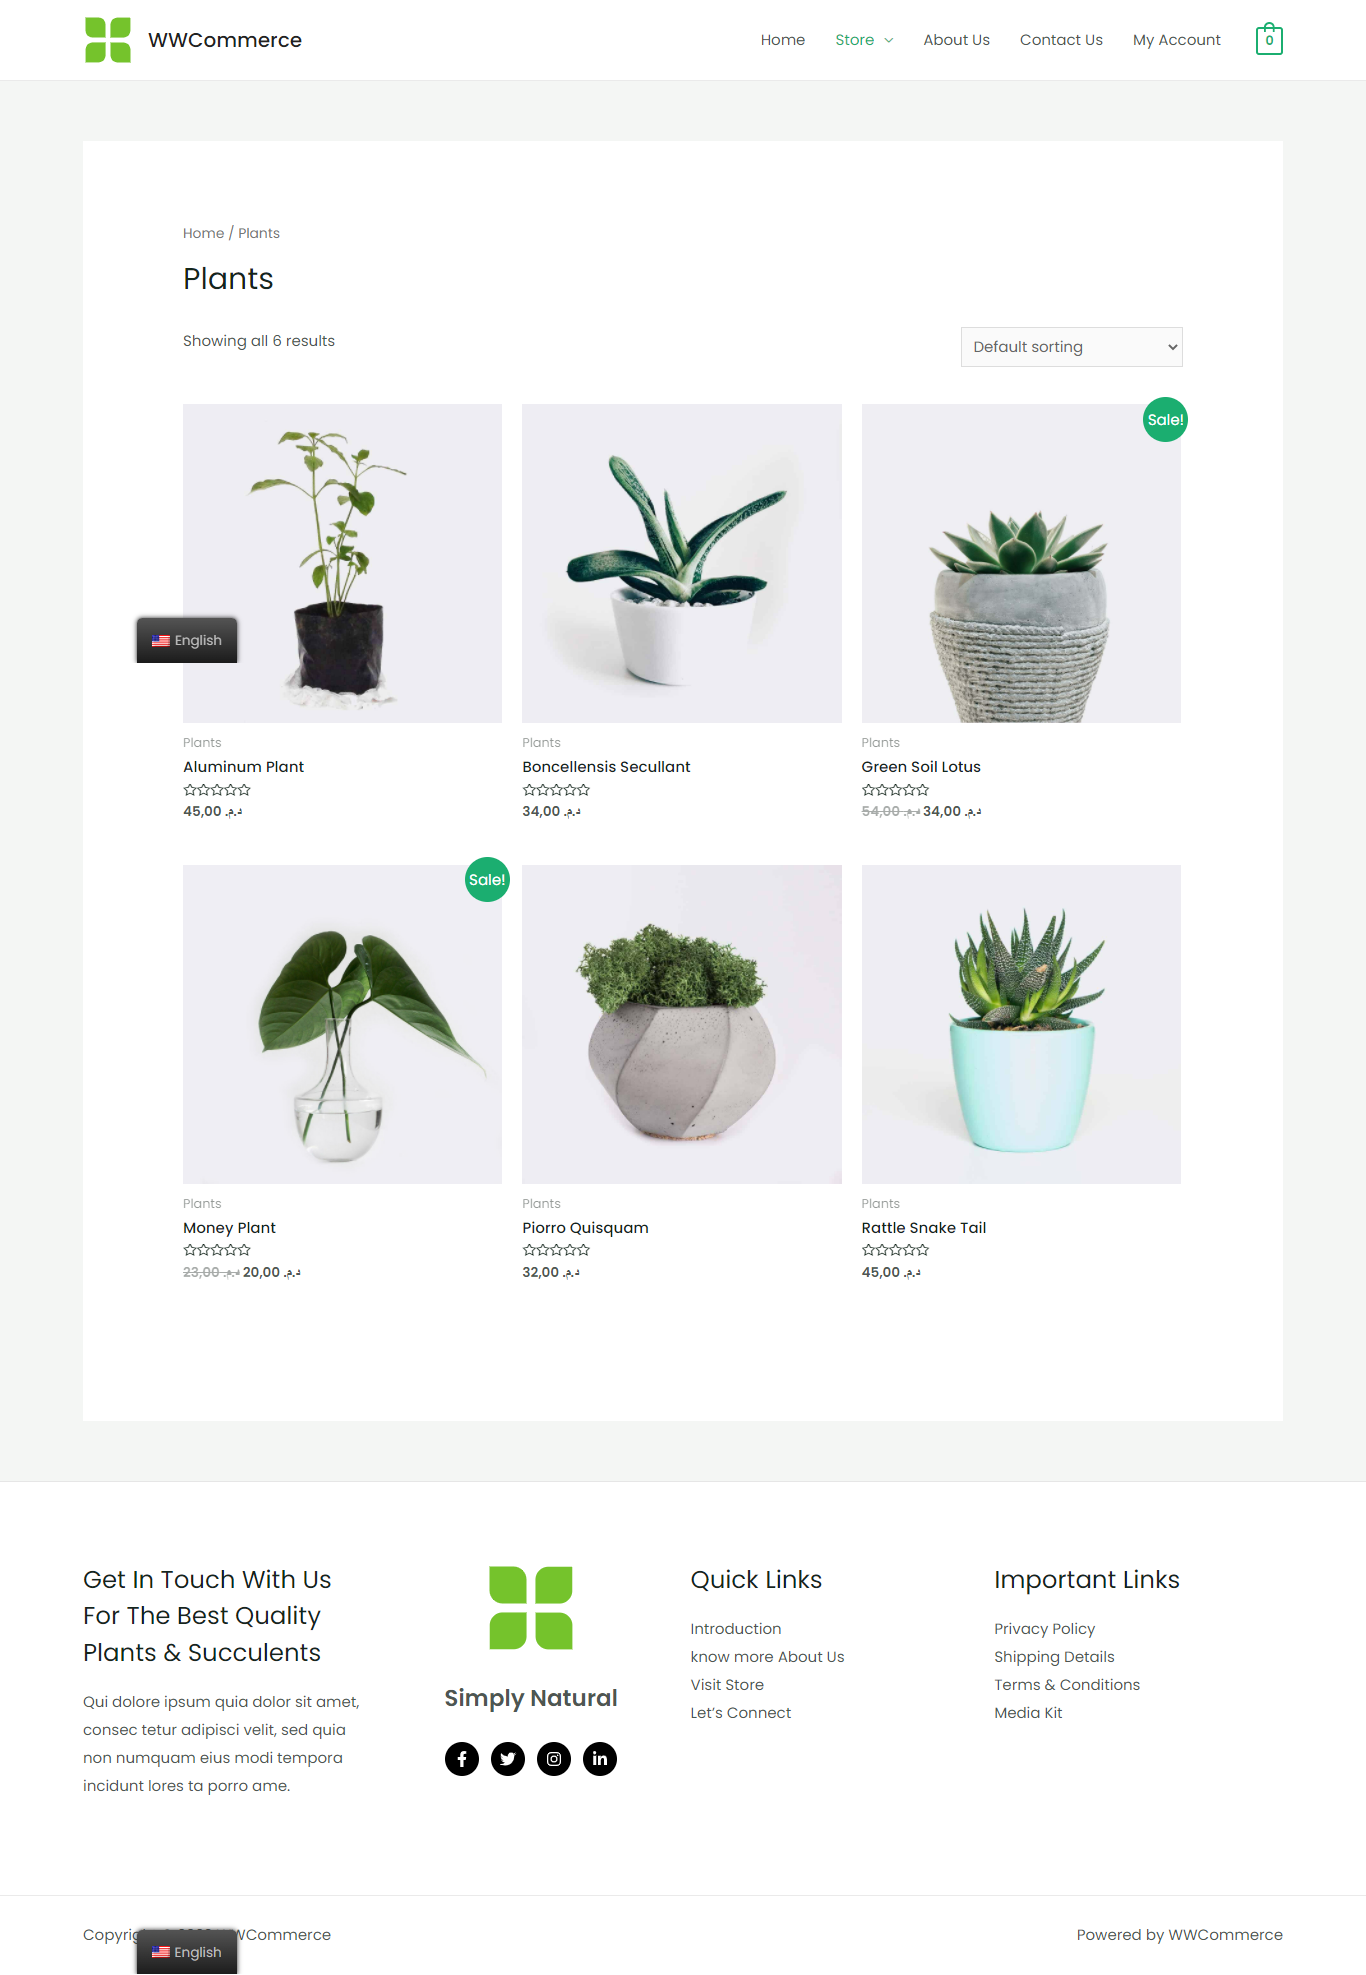 WWCommerce
Home Store About Us Contact Us My Account 0
Home / Plants
Plants
Showing all 6 results
Default sorting
Sale!
English
Plants
Aluminum Plant
45,00 د.م.
Plants
Boncellensis Secullant
34,00 د.م.
Plants
Green Soil Lotus
54,00 د.م. 34,00 د.م.
Sale!
Plants
Money Plant
23,00 د.م. 20,00 د.م.
Plants
Piorro Quisquam
32,00 د.م.
Plants
Rattle Snake Tail
45,00 د.م.
Get In Touch With Us
For The Best Quality
Plants & Succulents
Qui dolore ipsum quia dolor sit amet,
consec tetur adipisci velit, sed quia
non numquam eius modi tempora
incidunt lores ta porro ame.
Simply Natural
Quick Links
Introduction
know more About Us
Visit Store
Let's Connect
Important Links
Privacy Policy
Shipping Details
Terms & Conditions
Media Kit
WWCommerce
English
Powered by WWCommerce